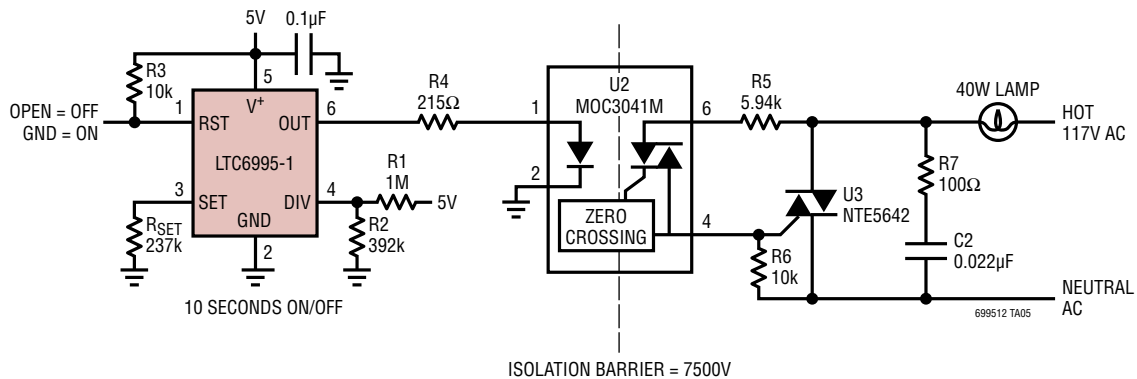 5V
0.1µF
R3
10k
OPEN = OFF
GND = ON
1
5
V+
RST
OUT
6
LTC6995-1
3
SET
DIV
4
GND
2
RSET
237k
R1
1M
5V
R2
392k
10 SECONDS ON/OFF
R4
215Ω
1
2
U2
MOC3041M
6
4
ZERO
CROSSING
R5
5.94k
R6
10k
U3
NTE5642
40W LAMP
HOT
117V AC
R7
100Ω
C2
0.022µF
NEUTRAL
AC
699512 TA05
ISOLATION BARRIER = 7500V